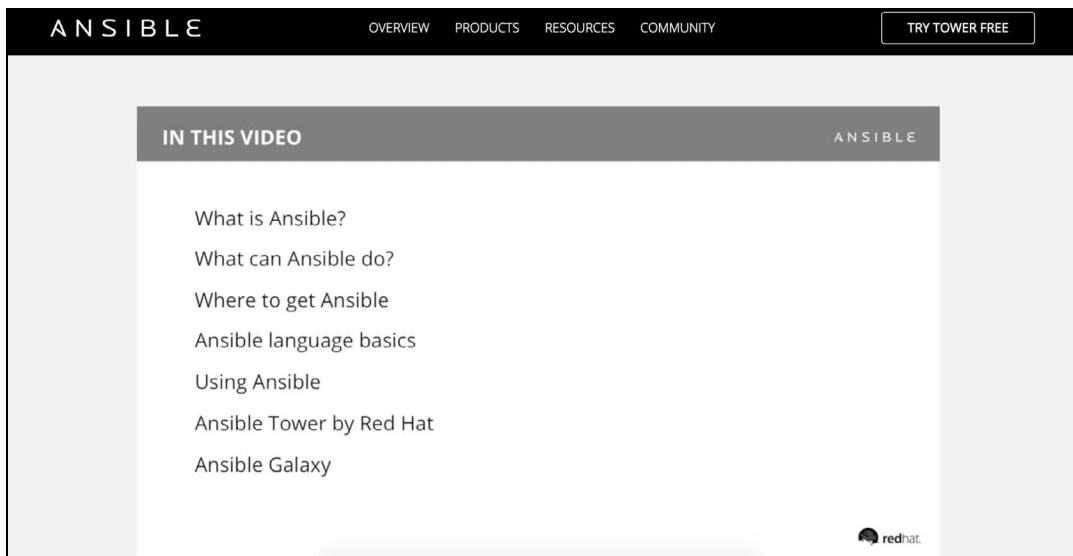 ANSIBLE
OVERVIEW PRODUCTS RESOURCES COMMUNITY
TRY TOWER FREE
IN THIS VIDEO
ANSIBLE
What is Ansible?
What can Ansible do?
Where to get Ansible
Ansible language basics
Using Ansible
Ansible Tower by Red Hat
Ansible Galaxy
redhat.